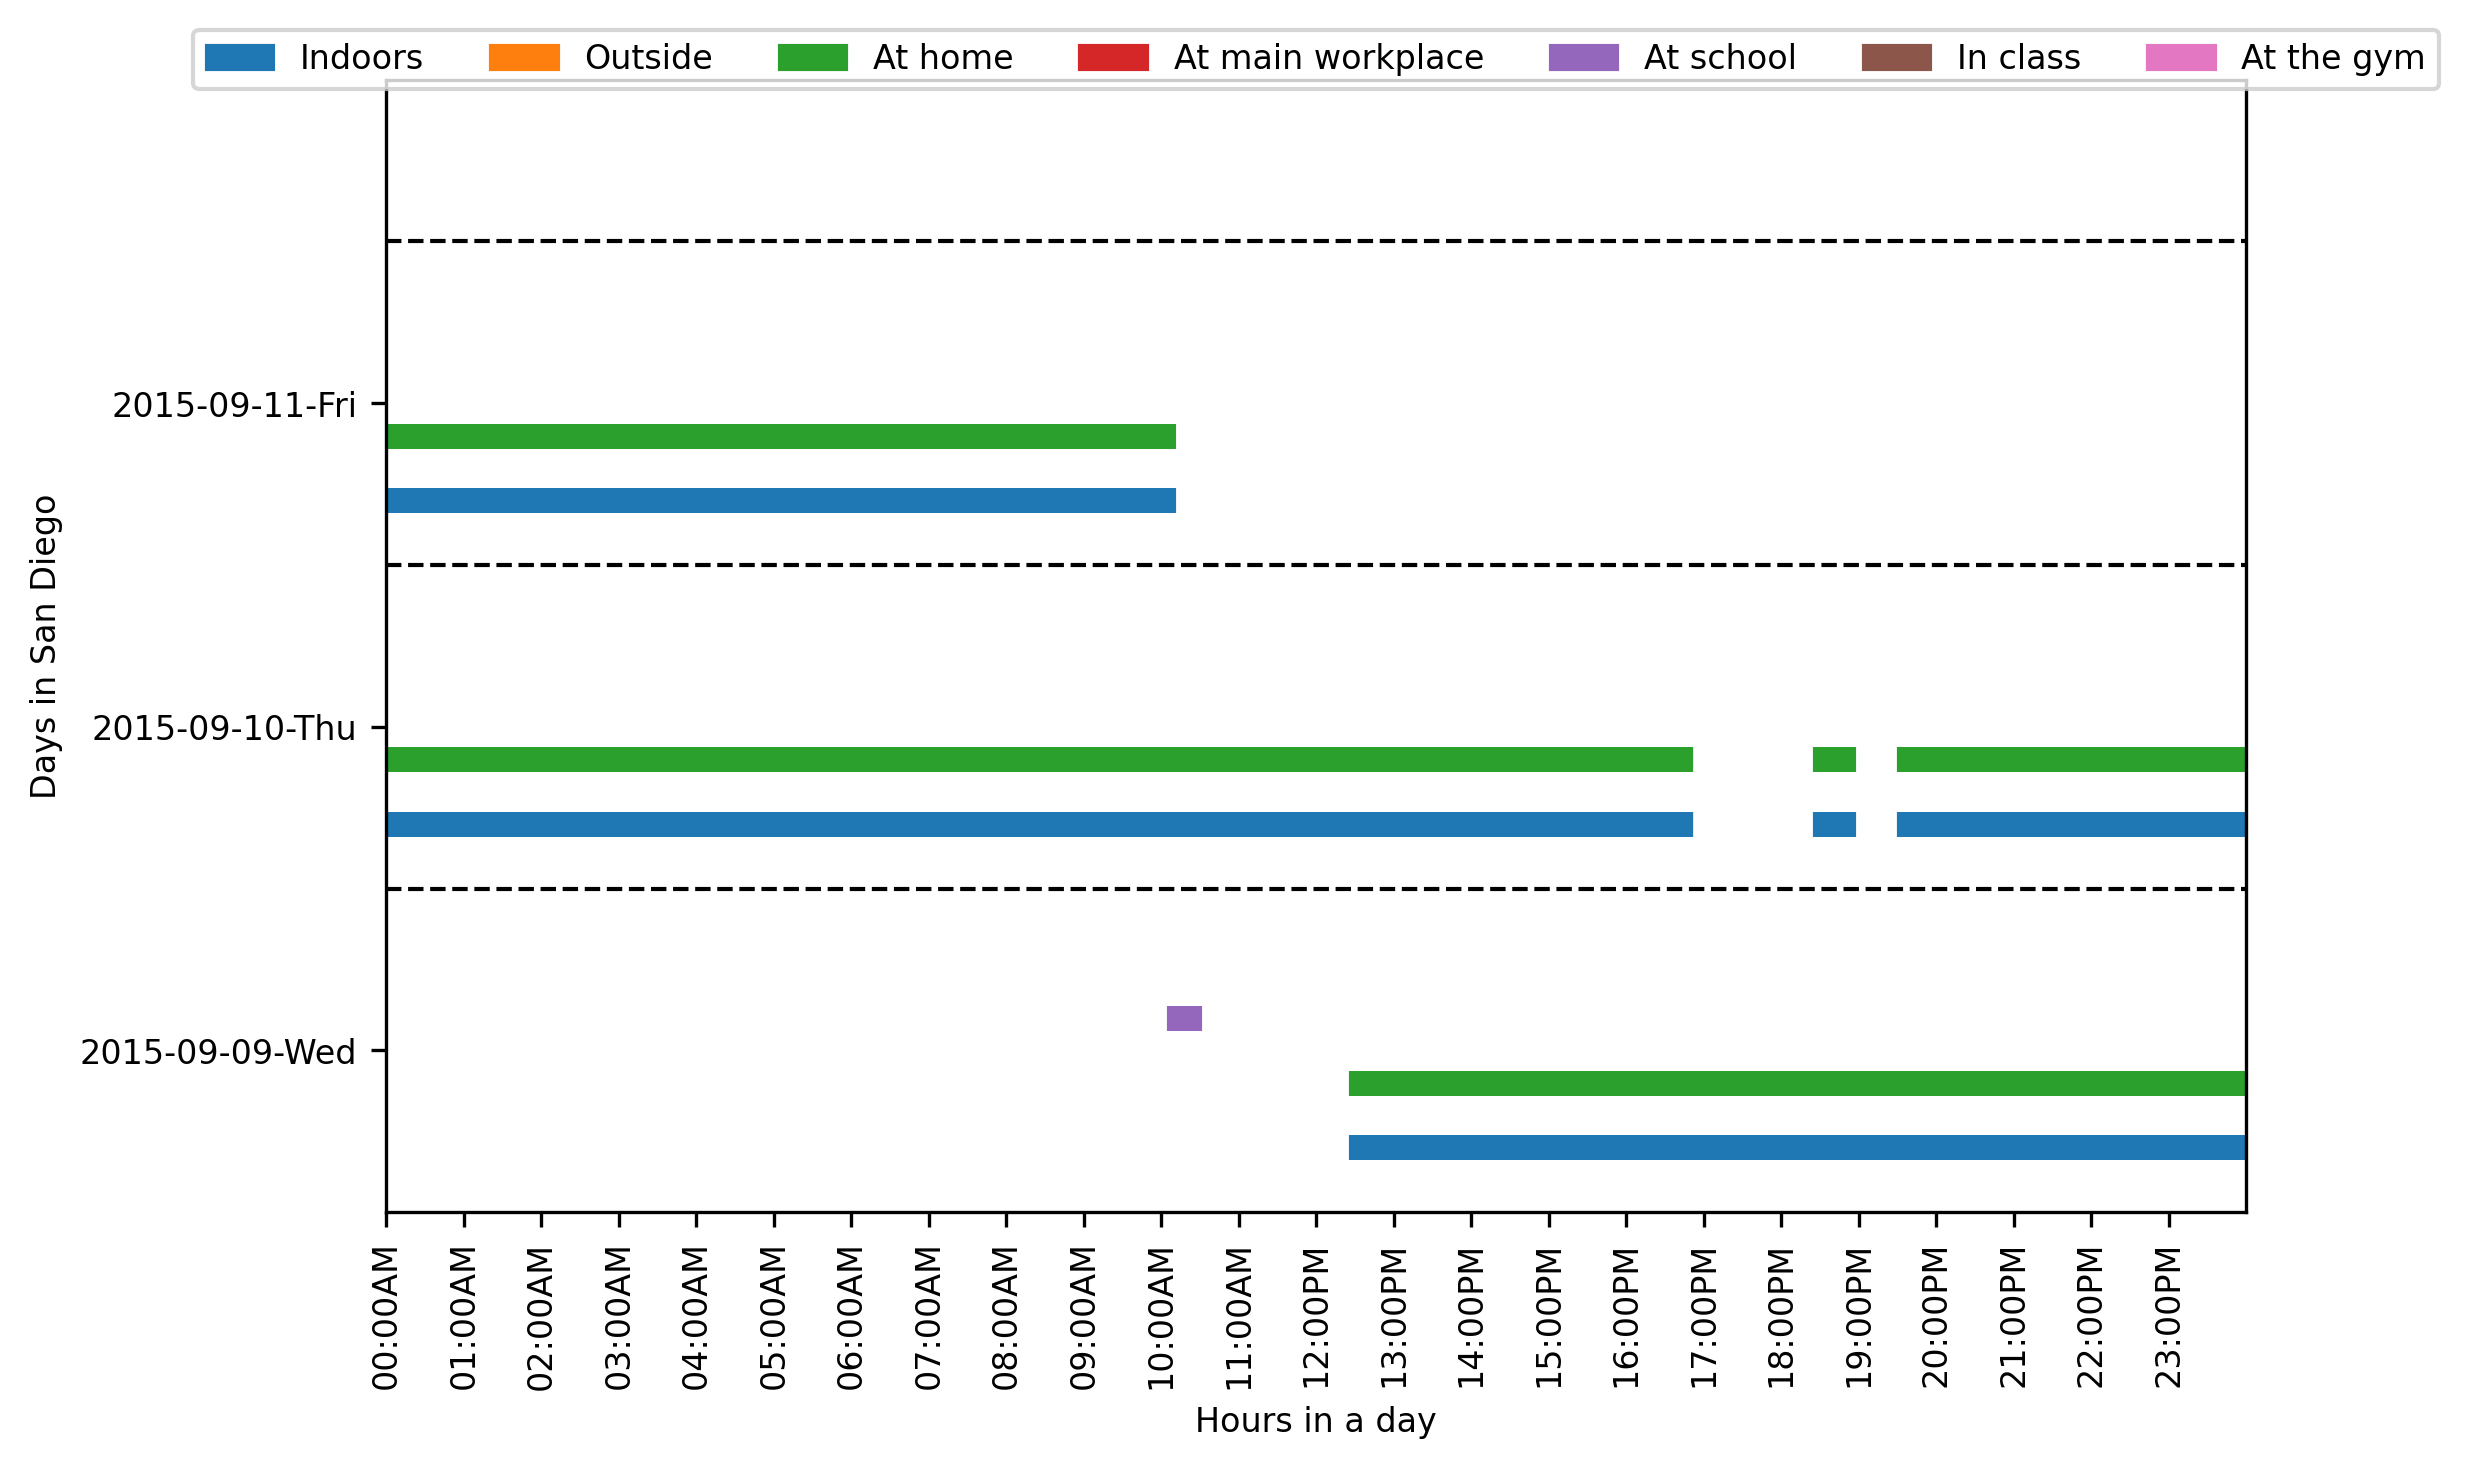 Indoors Outside At home At main workplace At school In class At the gym
Days in San Diego
2015-09-11-Fri
2015-09-10-Thu
2015-09-09-Wed
00:00AM 01:00AM 02:00AM 03:00AM 04:00AM 05:00AM 06:00AM 07:00AM 08:00AM 09:00AM 10:00AM 11:00AM 12:00PM 13:00PM 14:00PM 15:00PM 16:00PM 17:00PM 18:00PM 19:00PM 20:00PM 21:00PM 22:00PM 23:00PM
Hours in a day